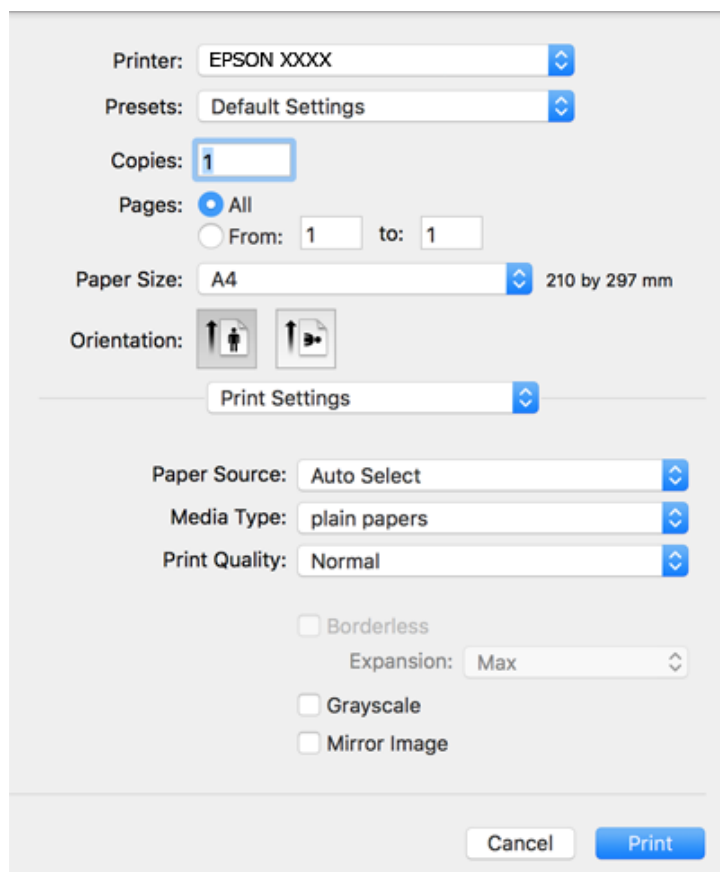 Printer: EPSON XXXX
Presets: Default Settings
Copies: 1
Pages: All
From: 1 to: 1
Paper Size: A4 210 by 297 mm
Orientation:
Print Settings
Paper Source: Auto Select
Media Type: plain papers
Print Quality: Normal
Borderless
Expansion: Max
Grayscale
Mirror Image
Cancel Print